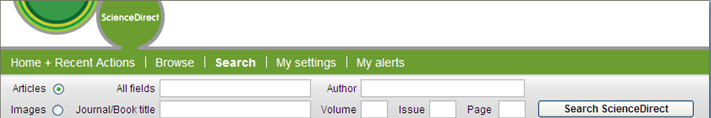 ScienceDirect
Home + Recent Actions | Browse | Search | My settings | My alerts
Articles All fields Author
Images Journal/Book title Volume Issue Page Search ScienceDirect